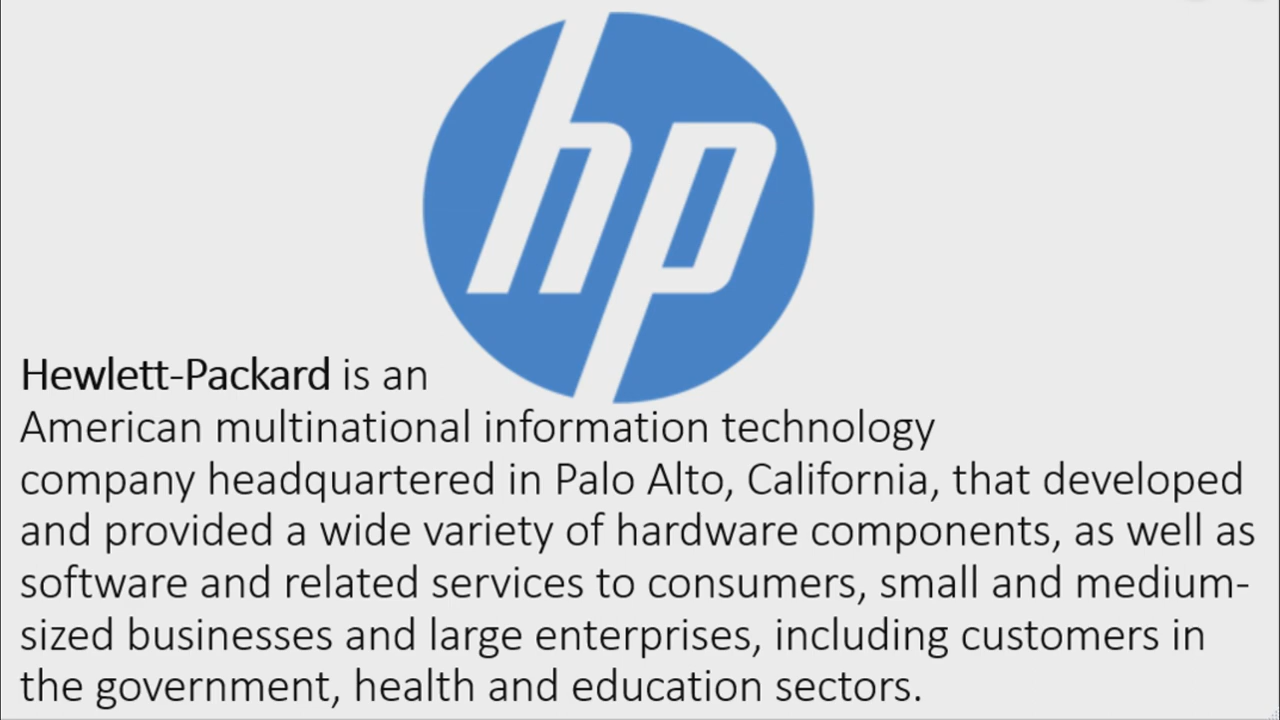 hp
Hewlett-Packard is an
American multinational information technology
company headquartered in Palo Alto, California, that developed
and provided a wide variety of hardware components, as well as
software and related services to consumers, small and medium-
sized businesses and large enterprises, including customers in
the government, health and education sectors.